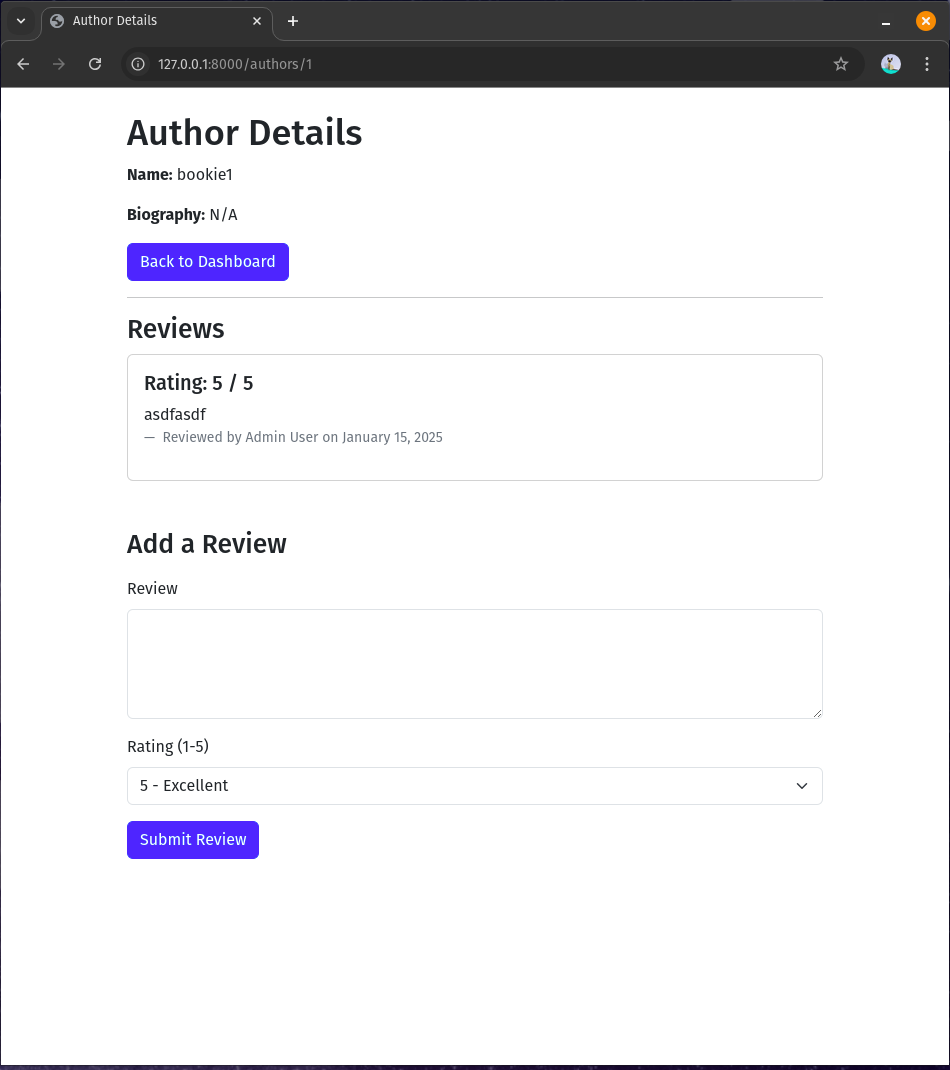 Author Details
127.0.0.1:8000/authors/1
Author Details
Name: bookie1
Biography: N/A
Back to Dashboard
Reviews
Rating: 5 / 5
asdfasdf
— Reviewed by Admin User on January 15, 2025
Add a Review
Review
Rating (1-5)
5 - Excellent
Submit Review